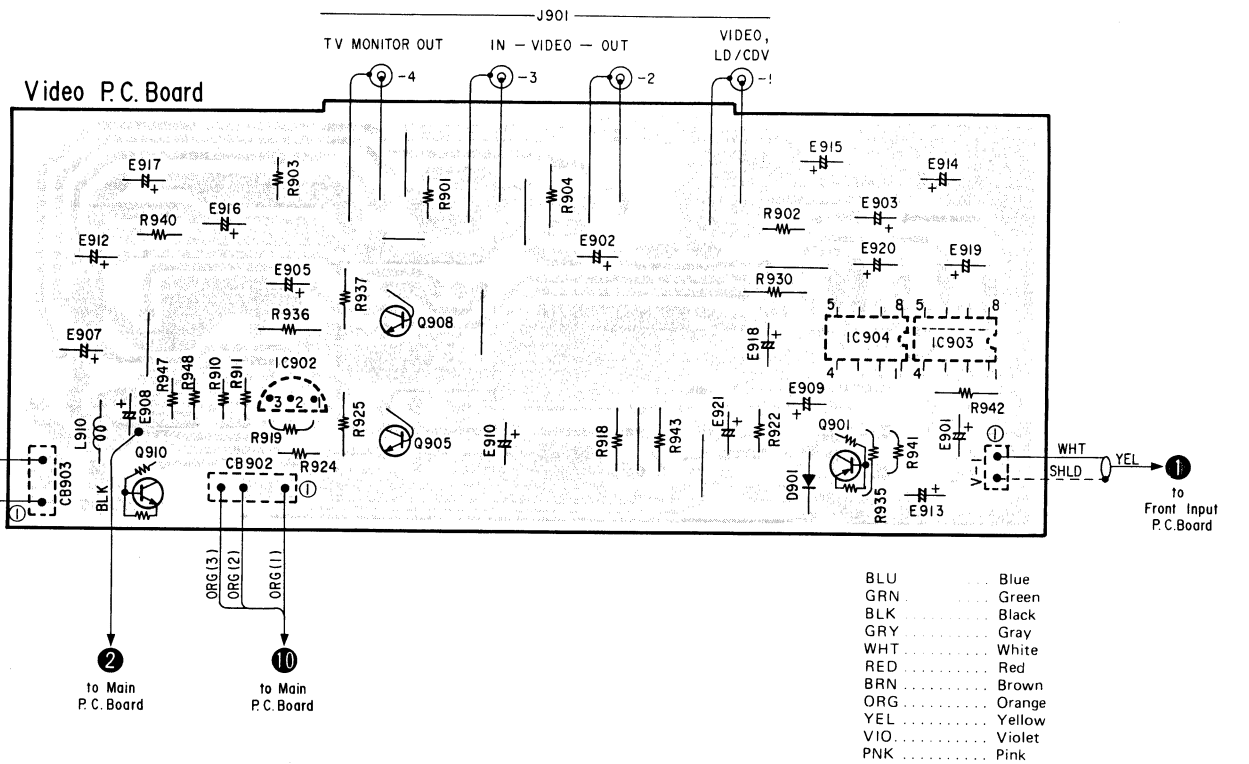 J901
TV MONITOR OUT
IN – VIDEO – OUT
VIDEO,
LD/CDV
-4
-3
-2
Video P.C.Board
E917
R903
R901
R904
E915
E914
R940
E916
R902
E903
E912
E902
E920
E919
E905
R937
R930
R936
Q908
5 8 5 8
E918
IC904
IC903
E907
4 1 4 1
R947
R948
R910
R911
IC902
3 2 1
E909
R942
L910
E908
R919
R925
Q905
E910
R918
R943
E921
R922
Q901
R941
E901
1
Q910
R924
CB902
1
WHT
YEL
1
V-1
SHLD
CB903
BLK
D901
R935
E913
to
Front Input
P.C.Board
1
ORG(3)
ORG(2)
ORG(1)
2
10
to Main
P.C.Board
to Main
P.C.Board
BLU ... Blue
GRN . .... Green
BLK ... Black
GRY ........... Gray
WHT .......... White
RED .......... Red
BRN .......... Brown
ORG .......... Orange
YEL .......... Yellow
VIO .......... Violet
PNK .......... Pink